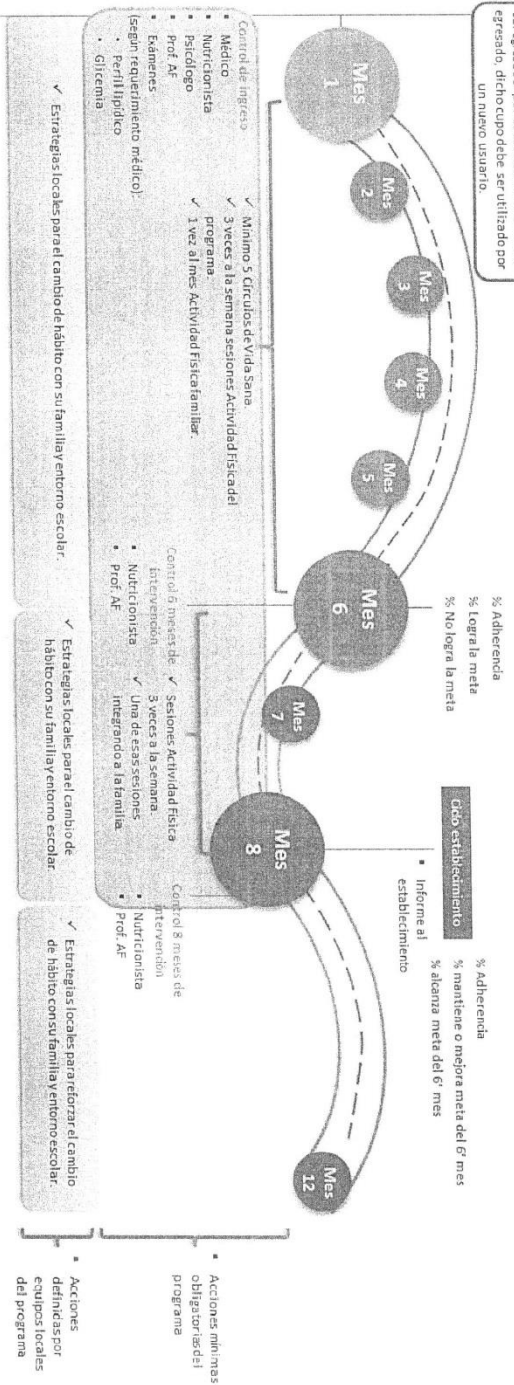 egresado, dicho cupo debe ser utilizado por
un nuevo usuario.
Mes
1
Mes
2
Mes
3
Mes
4
Mes
5
Mes
6
Mes
7
Mes
8
Mes
12
% Adherencia
% Logra la meta
% No logra la meta
Ciclo establecimiento
▪ Informe al
establecimiento
% Adherencia
% mantiene o mejora meta del 6° mes
% alcanza meta del 6° mes
Control de ingreso
▪ Médico
▪ Nutricionista
▪ Psicólogo
▪ Prof. AF
▪ Exámenes
(según requerimiento médico):
• Perfil lipídico
• Glicemia
✓ Mínimo 5 Círculos de Vida Sana.
✓ 3 veces a la semana sesiones Actividad Física del
programa.
✓ 1 vez al mes Actividad Física familiar.
Control 6 meses de
intervención
▪ Nutricionista
▪ Prof. AF
✓ Sesiones Actividad Física
3 veces a la semana.
✓ Una de esas sesiones
integrando a la familia.
Control 8 meses de
intervención
▪ Nutricionista
▪ Prof. AF
▪ Acciones mínimas
obligatorias del
programa
✓ Estrategias locales para el cambio de hábito con su familia y entorno escolar.
✓ Estrategias locales para el cambio de
hábito con su familia y entorno escolar.
✓ Estrategias locales para reforzar el cambio
de hábito con su familia y entorno escolar.
▪ Acciones
definidas por
equipos locales
del programa